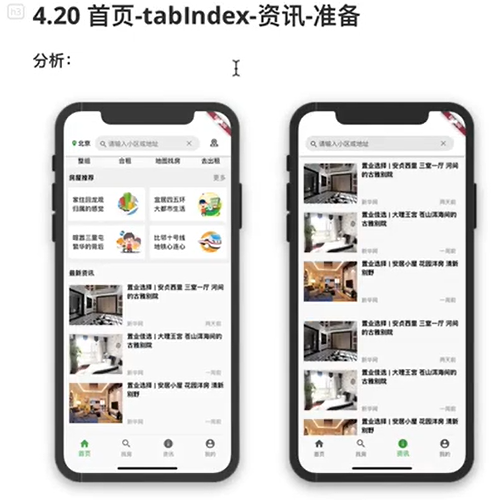 h3
4.20 首页-tabIndex-资讯-准备
分析：
北京
请输入小区或地址
整组 合租 地图找房 去出租
房屋推荐 更多
家住回龙观
归属的感觉
宜居四五环
大都市生活
喧嚣三里屯
繁华的背后
比邻十号线
地铁心连心
最新资讯
置业选择 | 安贞西里 三室一厅 河间
的古雅别院
新华网 两天前
置业佳选 | 大理王宫 苍山洱海间的
古雅别院
新华网 一周前
置业选择 | 安居小屋 花园洋房 清新
别野
新华网 一周前
首页 找房 资讯 我的
请输入小区或地址
置业选择 | 安贞西里 三室一厅 河间
的古雅别院
新华网 两天前
置业佳选 | 大理王宫 苍山洱海间的
古雅别院
新华网 一周前
置业选择 | 安居小屋 花园洋房 清新
别野
新华网 一周前
置业选择 | 安贞西里 三室一厅 河间
的古雅别院
新华网 两天前
置业佳选 | 大理王宫 苍山洱海间的
古雅别院
新华网 一周前
置业选择 | 安居小屋 花园洋房 清新
首页 找房 资讯 我的